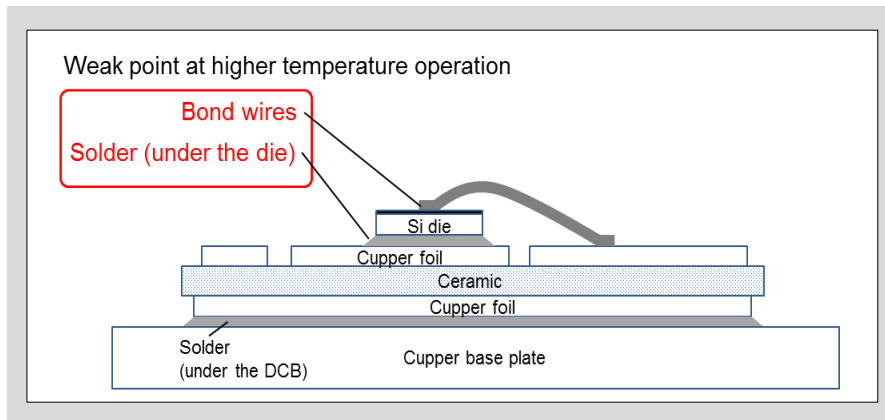 Weak point at higher temperature operation
Bond wires
Solder (under the die)
Si die
Cupper foil
Ceramic
Cupper foil
Solder
(under the DCB)
Cupper base plate